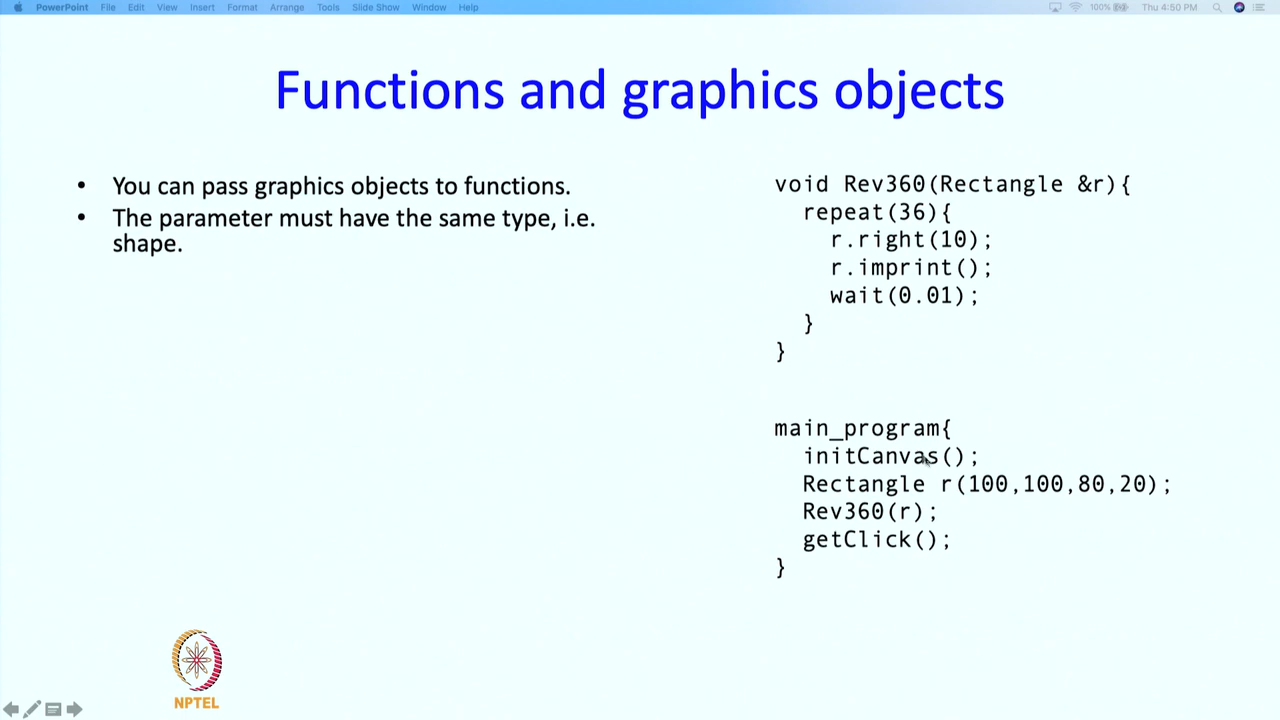 PowerPoint File Edit View Insert Format Arrange Tools Slide Show Window Help 100% Thu 4:50 PM
Functions and graphics objects
• You can pass graphics objects to functions.
• The parameter must have the same type, i.e.
shape.
void Rev360(Rectangle &r){
repeat(36){
r.right(10);
r.imprint();
wait(0.01);
}
}
main_program{
initCanvas();
Rectangle r(100,100,80,20);
Rev360(r);
getClick();
}
NPTEL